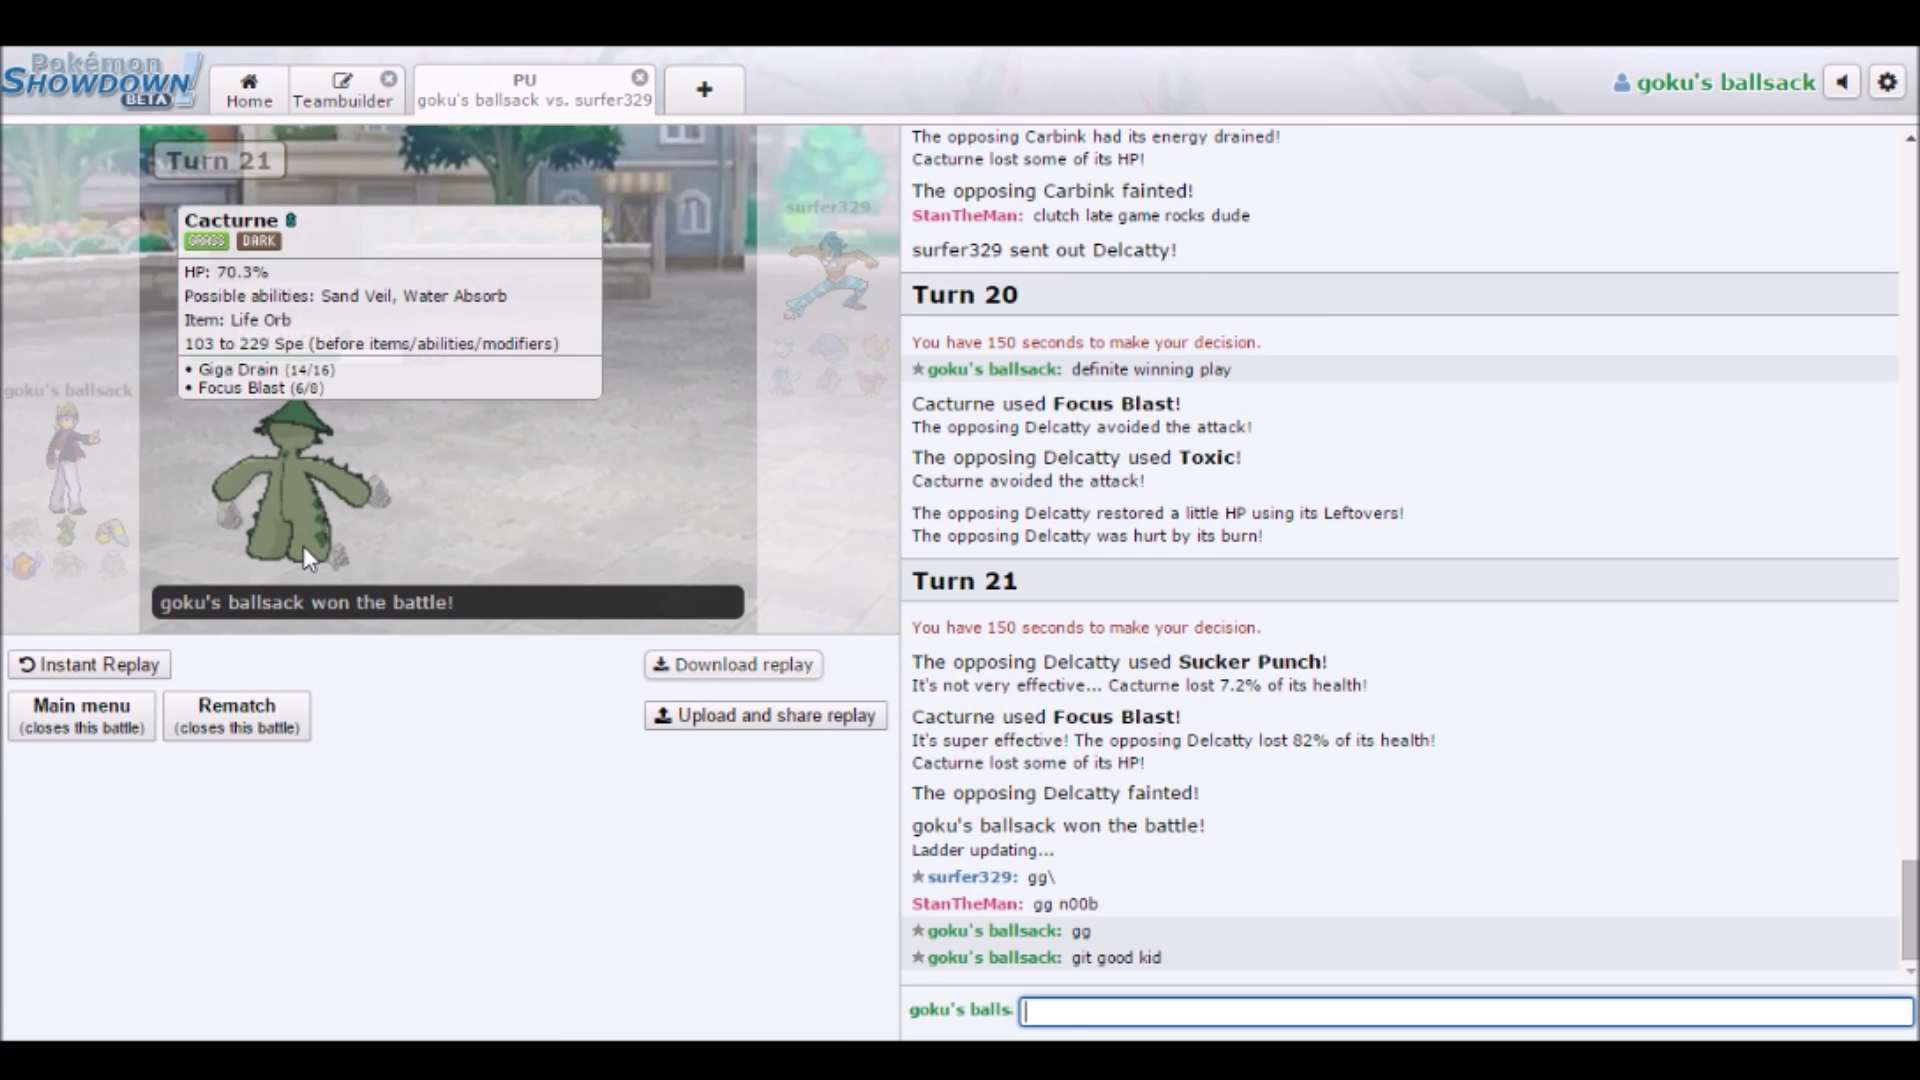 Pokémon
SHOWDOWN!
BETA
Home
Teambuilder
PU
goku's ballsack vs. surfer329
+
goku's ballsack
Turn 21
Cacturne
GRASS DARK
HP: 70.3%
Possible abilities: Sand Veil, Water Absorb
Item: Life Orb
103 to 229 Spe (before items/abilities/modifiers)
• Giga Drain (14/16)
• Focus Blast (6/8)
surfer329
goku's ballsack
goku's ballsack won the battle!
Instant Replay
Download replay
Main menu
(closes this battle)
Rematch
(closes this battle)
Upload and share replay
The opposing Carbink had its energy drained!
Cacturne lost some of its HP!
The opposing Carbink fainted!
StanTheMan: clutch late game rocks dude
surfer329 sent out Delcatty!
Turn 20
You have 150 seconds to make your decision.
★goku's ballsack: definite winning play
Cacturne used Focus Blast!
The opposing Delcatty avoided the attack!
The opposing Delcatty used Toxic!
Cacturne avoided the attack!
The opposing Delcatty restored a little HP using its Leftovers!
The opposing Delcatty was hurt by its burn!
Turn 21
You have 150 seconds to make your decision.
The opposing Delcatty used Sucker Punch!
It's not very effective... Cacturne lost 7.2% of its health!
Cacturne used Focus Blast!
It's super effective! The opposing Delcatty lost 82% of its health!
Cacturne lost some of its HP!
The opposing Delcatty fainted!
goku's ballsack won the battle!
Ladder updating...
★surfer329: gg\
StanTheMan: gg n00b
★goku's ballsack: gg
★goku's ballsack: git good kid
goku's balls